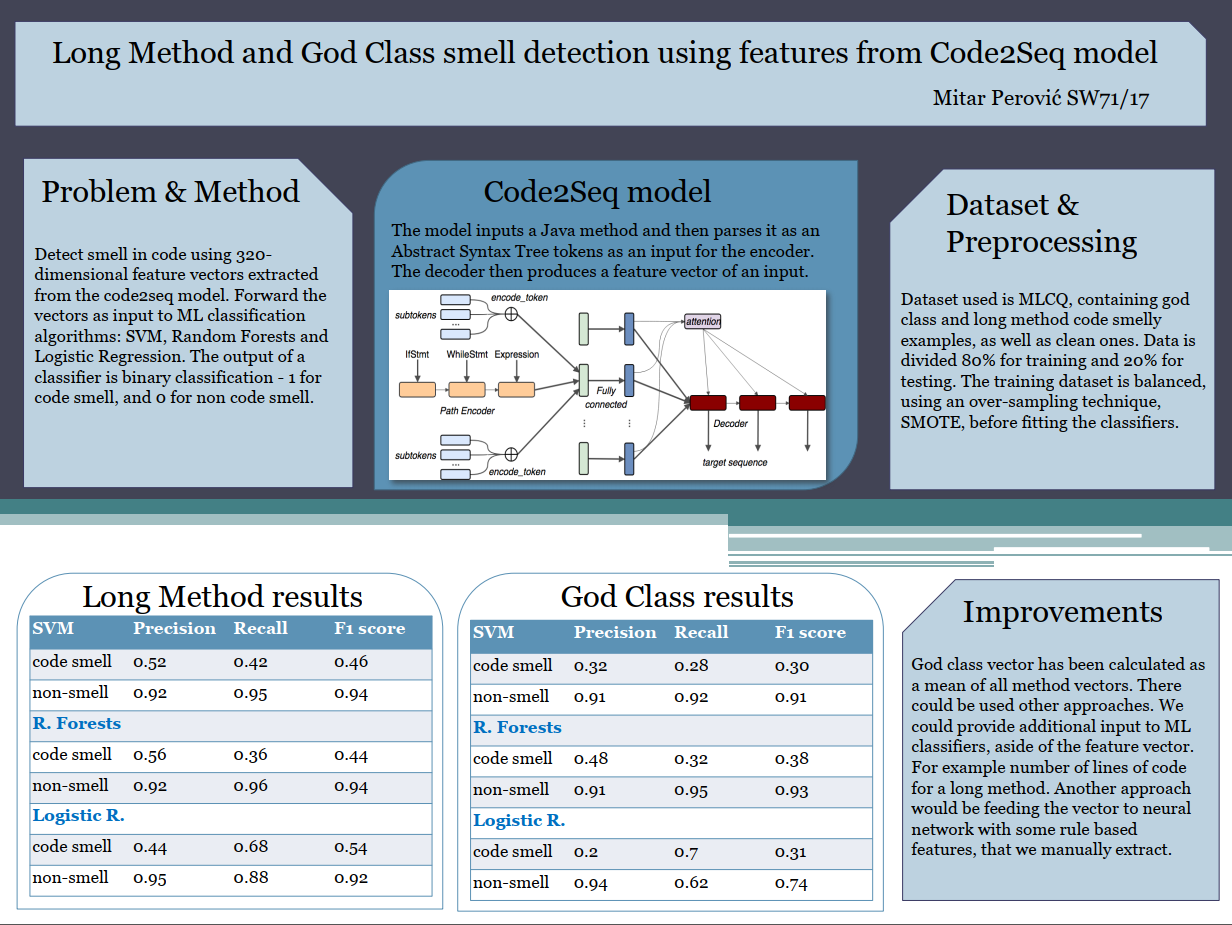 Long Method and God Class smell detection using features from Code2Seq model
Mitar Perović SW71/17
Problem & Method
Detect smell in code using 320-
dimensional feature vectors extracted
from the code2seq model. Forward the
vectors as input to ML classification
algorithms: SVM, Random Forests and
Logistic Regression. The output of a
classifier is binary classification - 1 for
code smell, and 0 for non code smell.
Code2Seq model
The model inputs a Java method and then parses it as an
Abstract Syntax Tree tokens as an input for the encoder.
The decoder then produces a feature vector of an input.
encode_token
subtokens
...
attention
IfStmt WhileStmt Expression
Fully
connected
Path Encoder
Decoder
subtokens
...
encode_token
target sequence
Dataset &
Preprocessing
Dataset used is MLCQ, containing god
class and long method code smelly
examples, as well as clean ones. Data is
divided 80% for training and 20% for
testing. The training dataset is balanced,
using an over-sampling technique,
SMOTE, before fitting the classifiers.
Long Method results
SVM Precision Recall F1 score
code smell 0.52 0.42 0.46
non-smell 0.92 0.95 0.94
R. Forests
code smell 0.56 0.36 0.44
non-smell 0.92 0.96 0.94
Logistic R.
code smell 0.44 0.68 0.54
non-smell 0.95 0.88 0.92
God Class results
SVM Precision Recall F1 score
code smell 0.32 0.28 0.30
non-smell 0.91 0.92 0.91
R. Forests
code smell 0.48 0.32 0.38
non-smell 0.91 0.95 0.93
Logistic R.
code smell 0.2 0.7 0.31
non-smell 0.94 0.62 0.74
Improvements
God class vector has been calculated as
a mean of all method vectors. There
could be used other approaches. We
could provide additional input to ML
classifiers, aside of the feature vector.
For example number of lines of code
for a long method. Another approach
would be feeding the vector to neural
network with some rule based
features, that we manually extract.